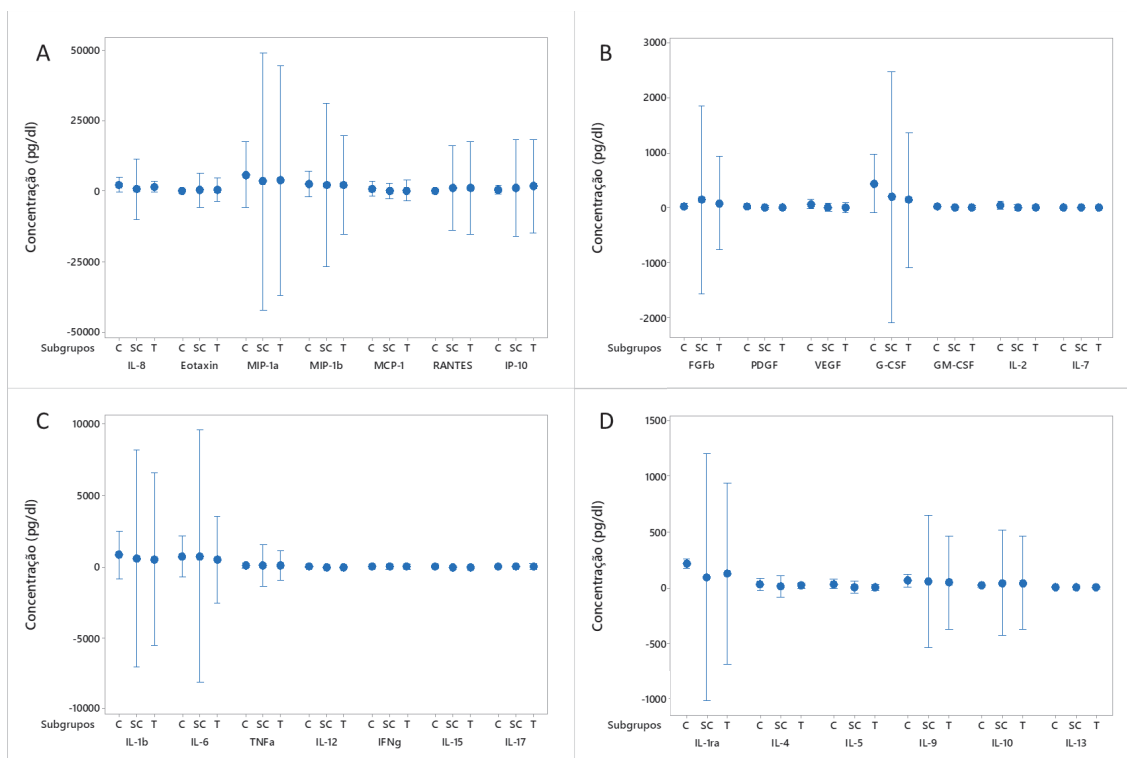 A
Concentração (pg/dl)
50000
25000
0
-25000
-50000
Subgrupos C SC T C SC T C SC T C SC T C SC T C SC T C SC T
IL-8 Eotaxin MIP-1a MIP-1b MCP-1 RANTES IP-10
B
Concentração (pg/dl)
3000
2000
1000
0
-1000
-2000
Subgrupos C SC T C SC T C SC T C SC T C SC T C SC T C SC T
FGFb PDGF VEGF G-CSF GM-CSF IL-2 IL-7
C
Concentração (pg/dl)
10000
5000
0
-5000
-10000
Subgrupos C SC T C SC T C SC T C SC T C SC T C SC T C SC T
IL-1b IL-6 TNFa IL-12 IFNg IL-15 IL-17
D
Concentração (pg/dl)
1500
1000
500
0
-500
-1000
Subgrupos C SC T C SC T C SC T C SC T C SC T C SC T
IL-1ra IL-4 IL-5 IL-9 IL-10 IL-13